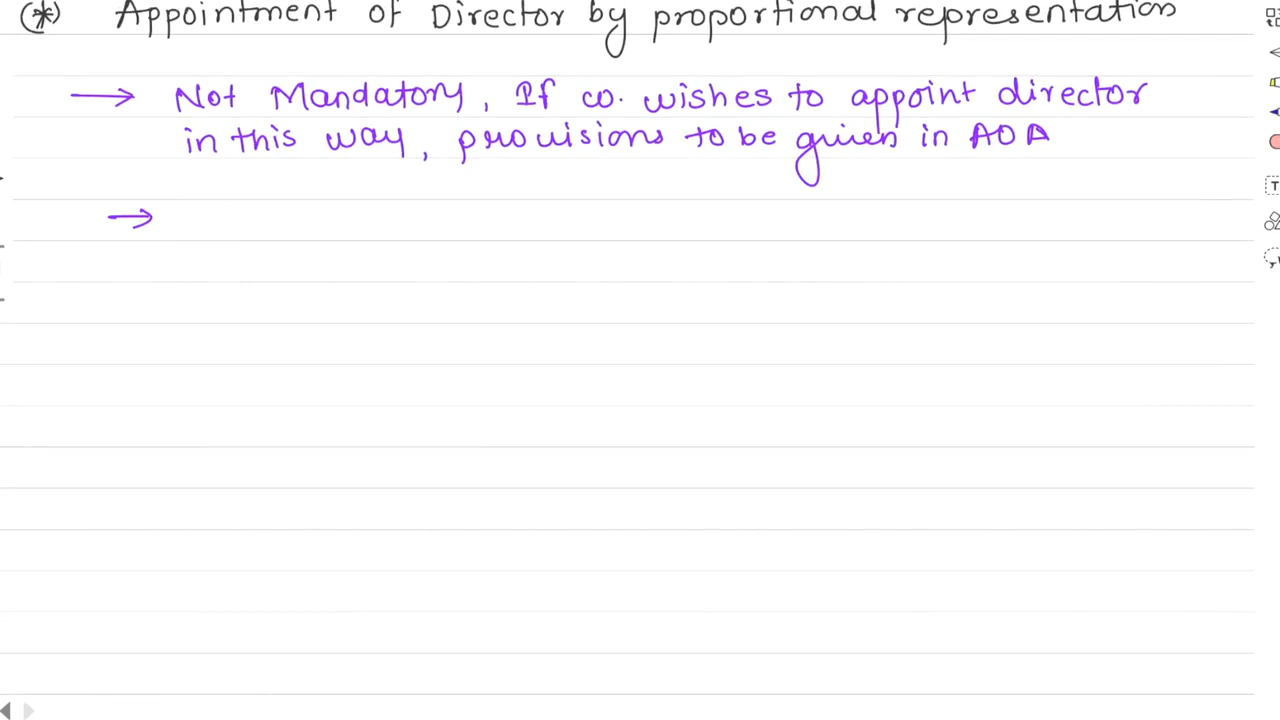 (*) Appointment of Director by proportional representation
→ Not Mandatory, If co. wishes to appoint director
in this way, provisions to be given in AOA
→